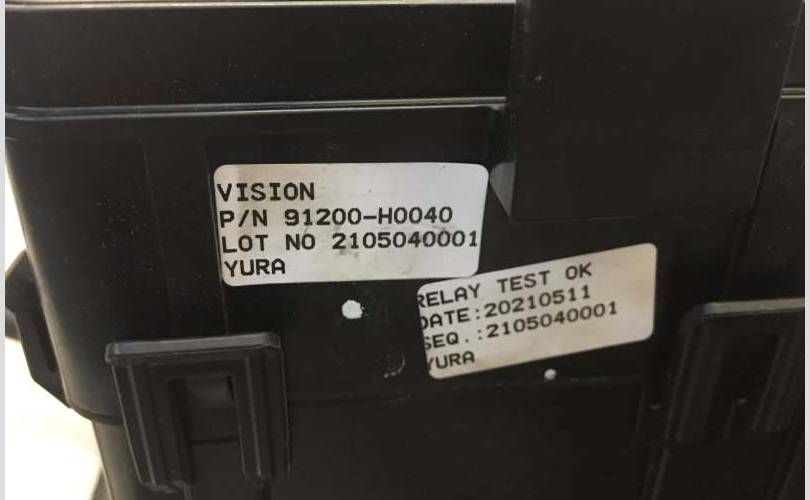 VISION
P/N 91200-H0040
LOT NO 2105040001
YURA
RELAY TEST OK
DATE:20210511
SEQ.:2105040001
YURA